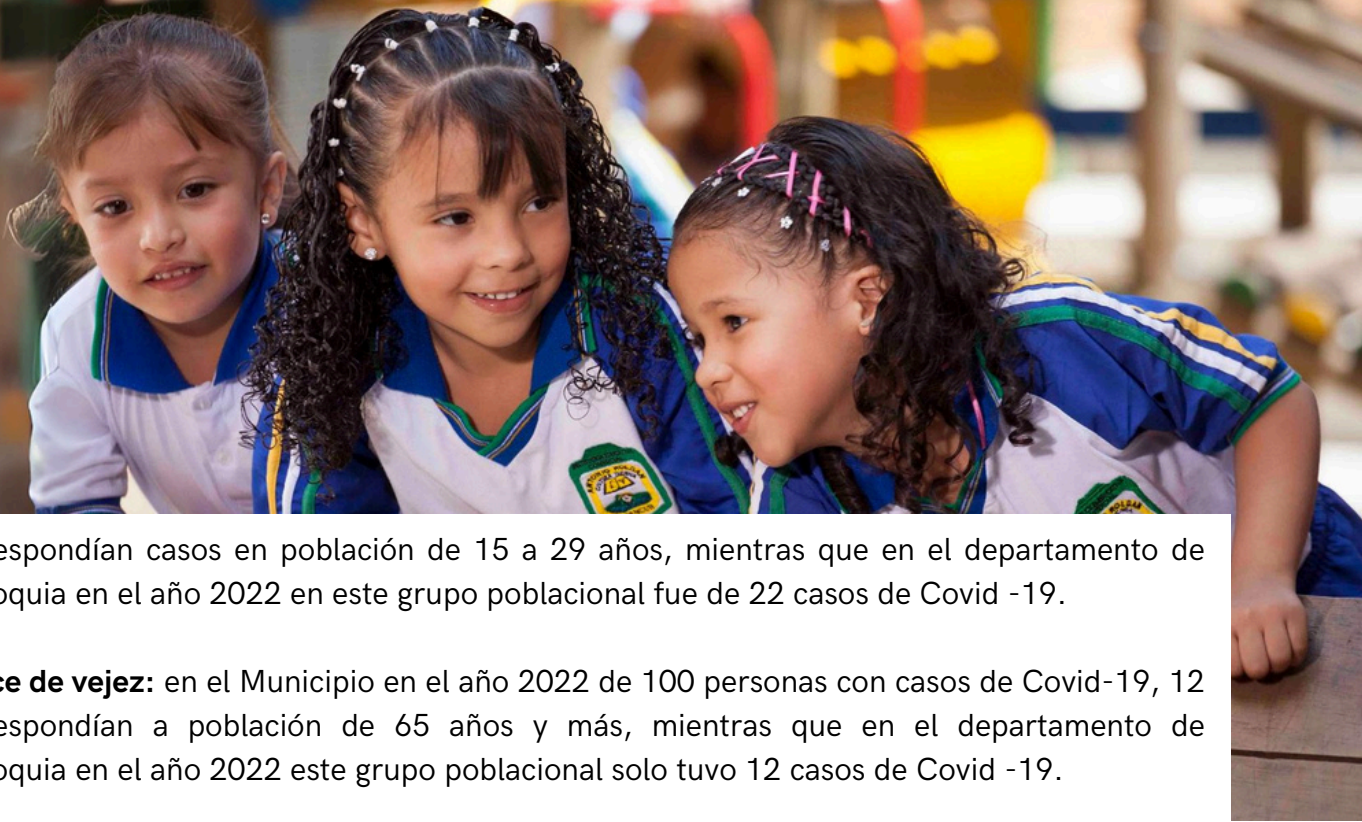 ANTONIO ROLDAN
espondían casos en población de 15 a 29 años, mientras que en el departamento de
oquia en el año 2022 en este grupo poblacional fue de 22 casos de Covid -19.
ce de vejez: en el Municipio en el año 2022 de 100 personas con casos de Covid-19, 12
espondían a población de 65 años y más, mientras que en el departamento de
oquia en el año 2022 este grupo poblacional solo tuvo 12 casos de Covid -19.